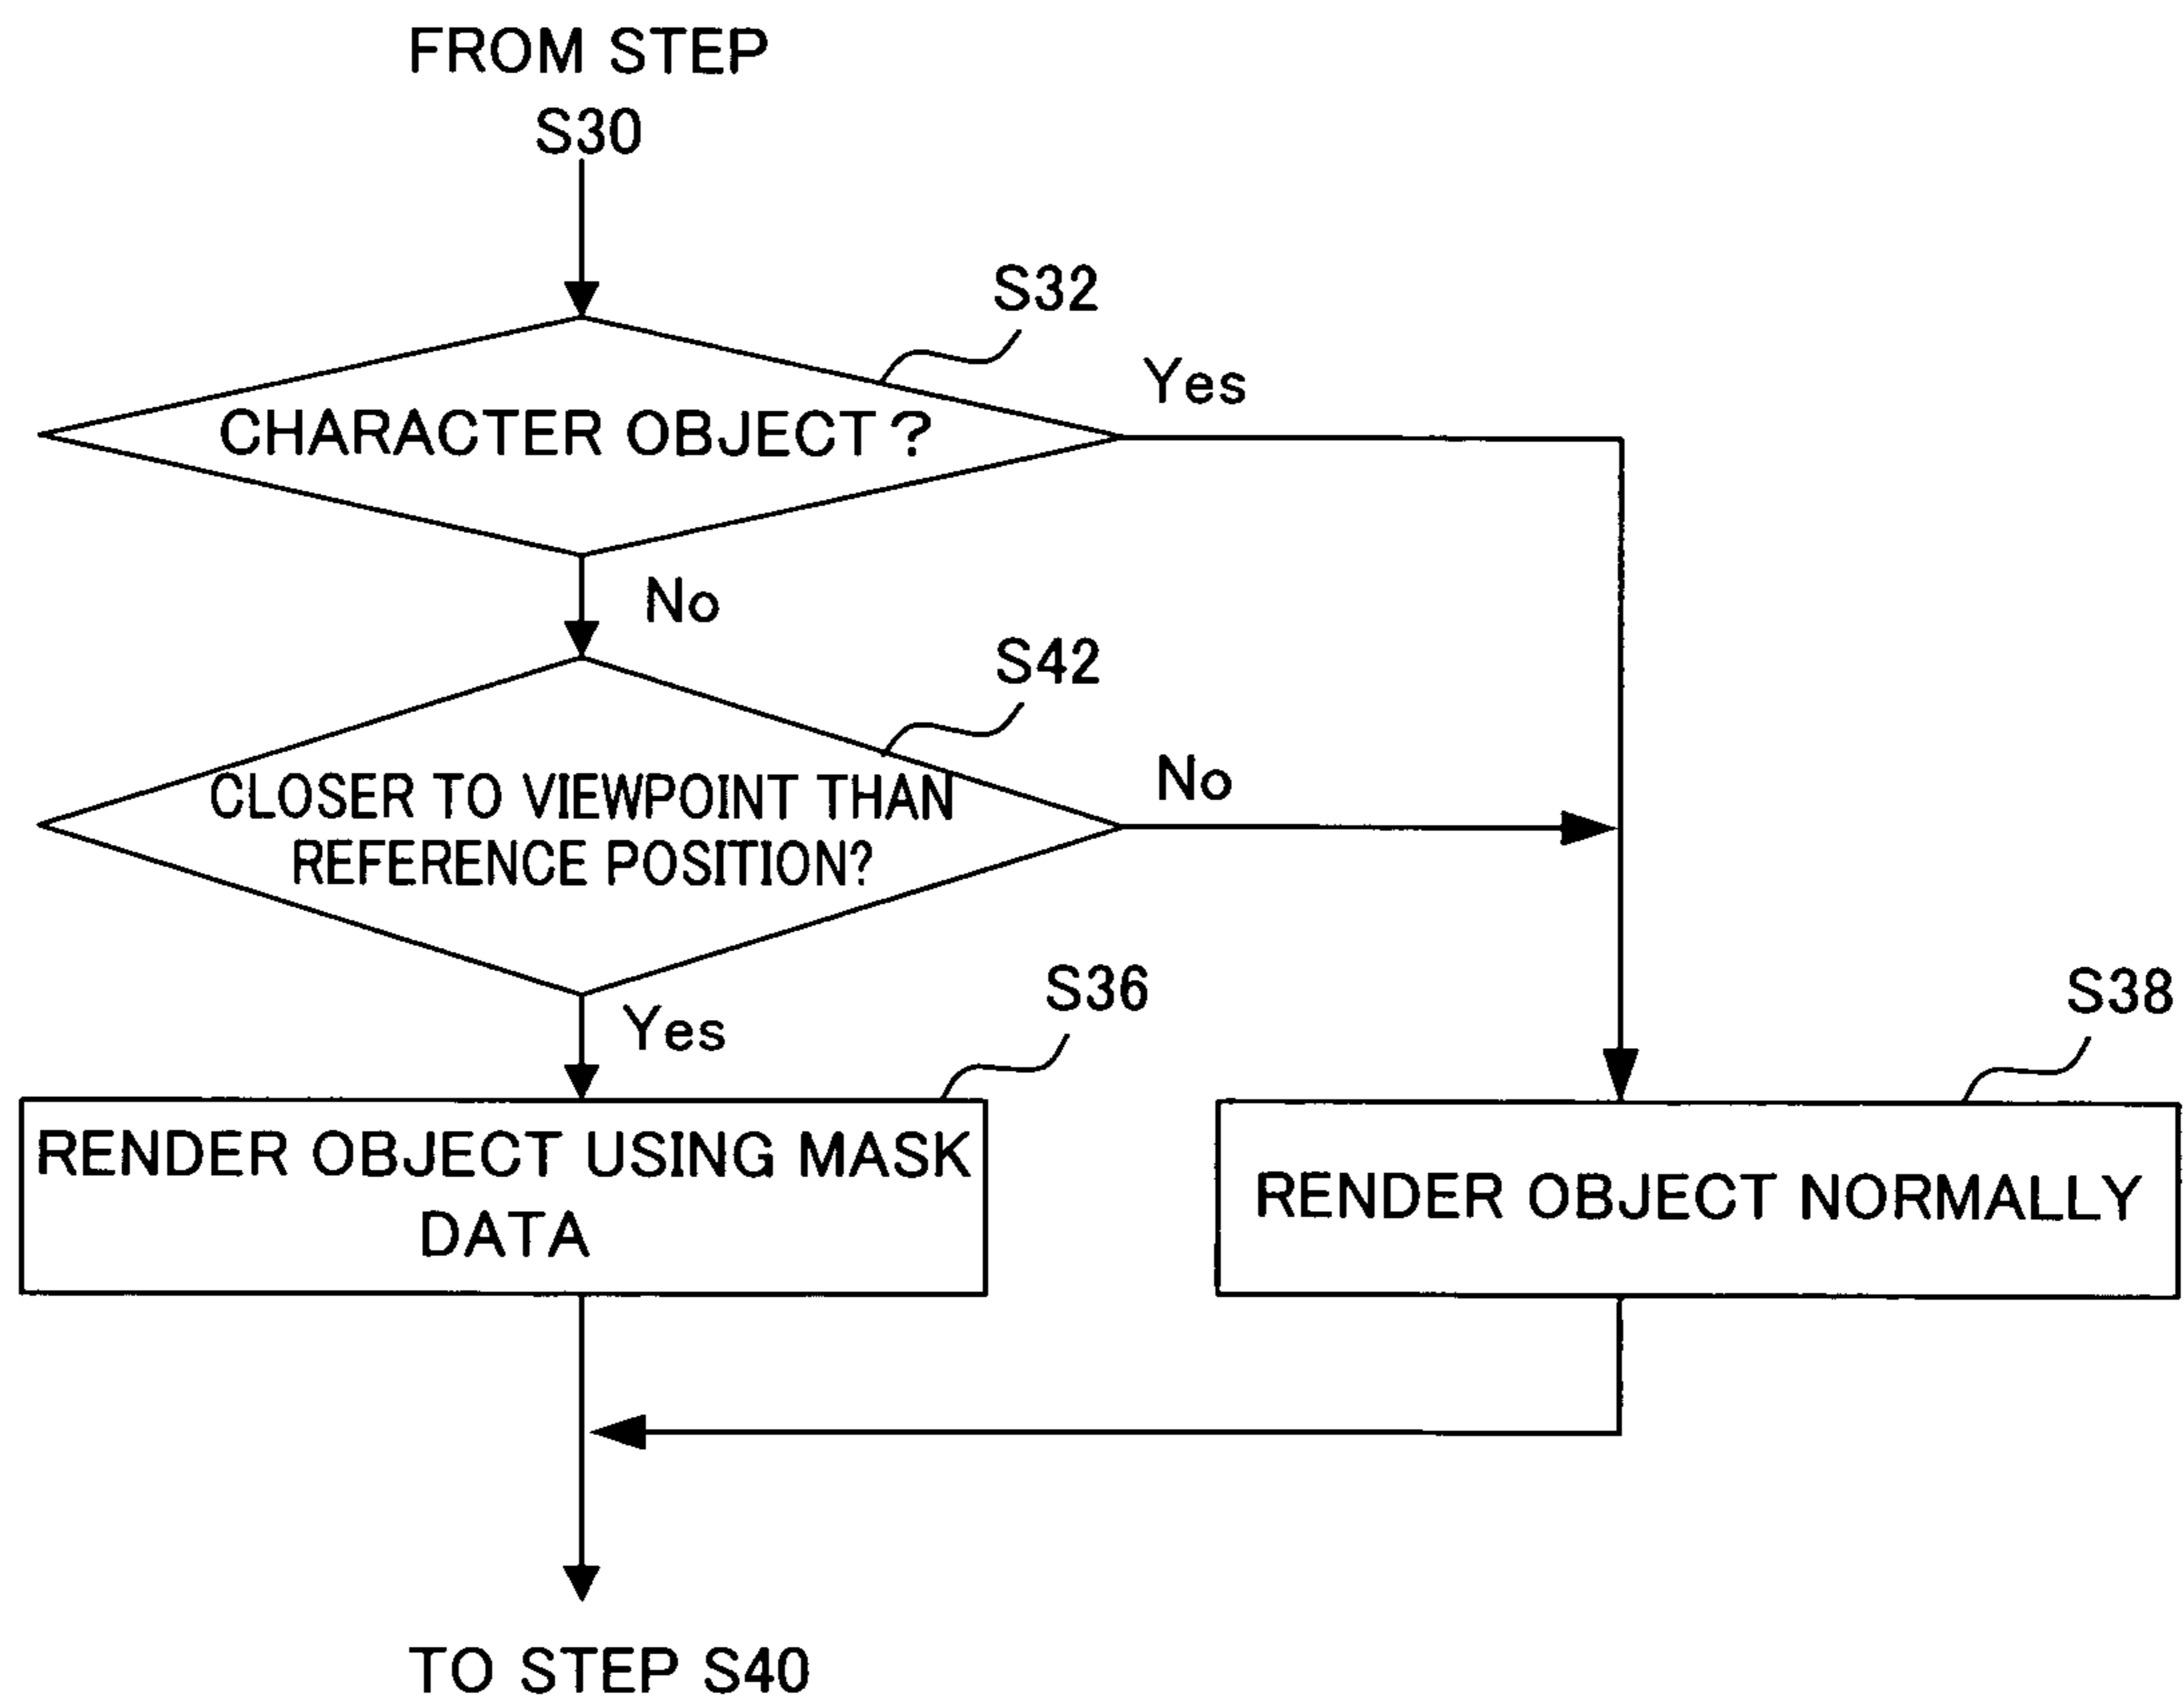 FROM STEP
S30
S32
Yes
CHARACTER OBJECT?
No
S42
CLOSER TO VIEWPOINT THAN
REFERENCE POSITION?
No
Yes
S36
S38
RENDER OBJECT USING MASK
DATA
RENDER OBJECT NORMALLY
TO STEP S40